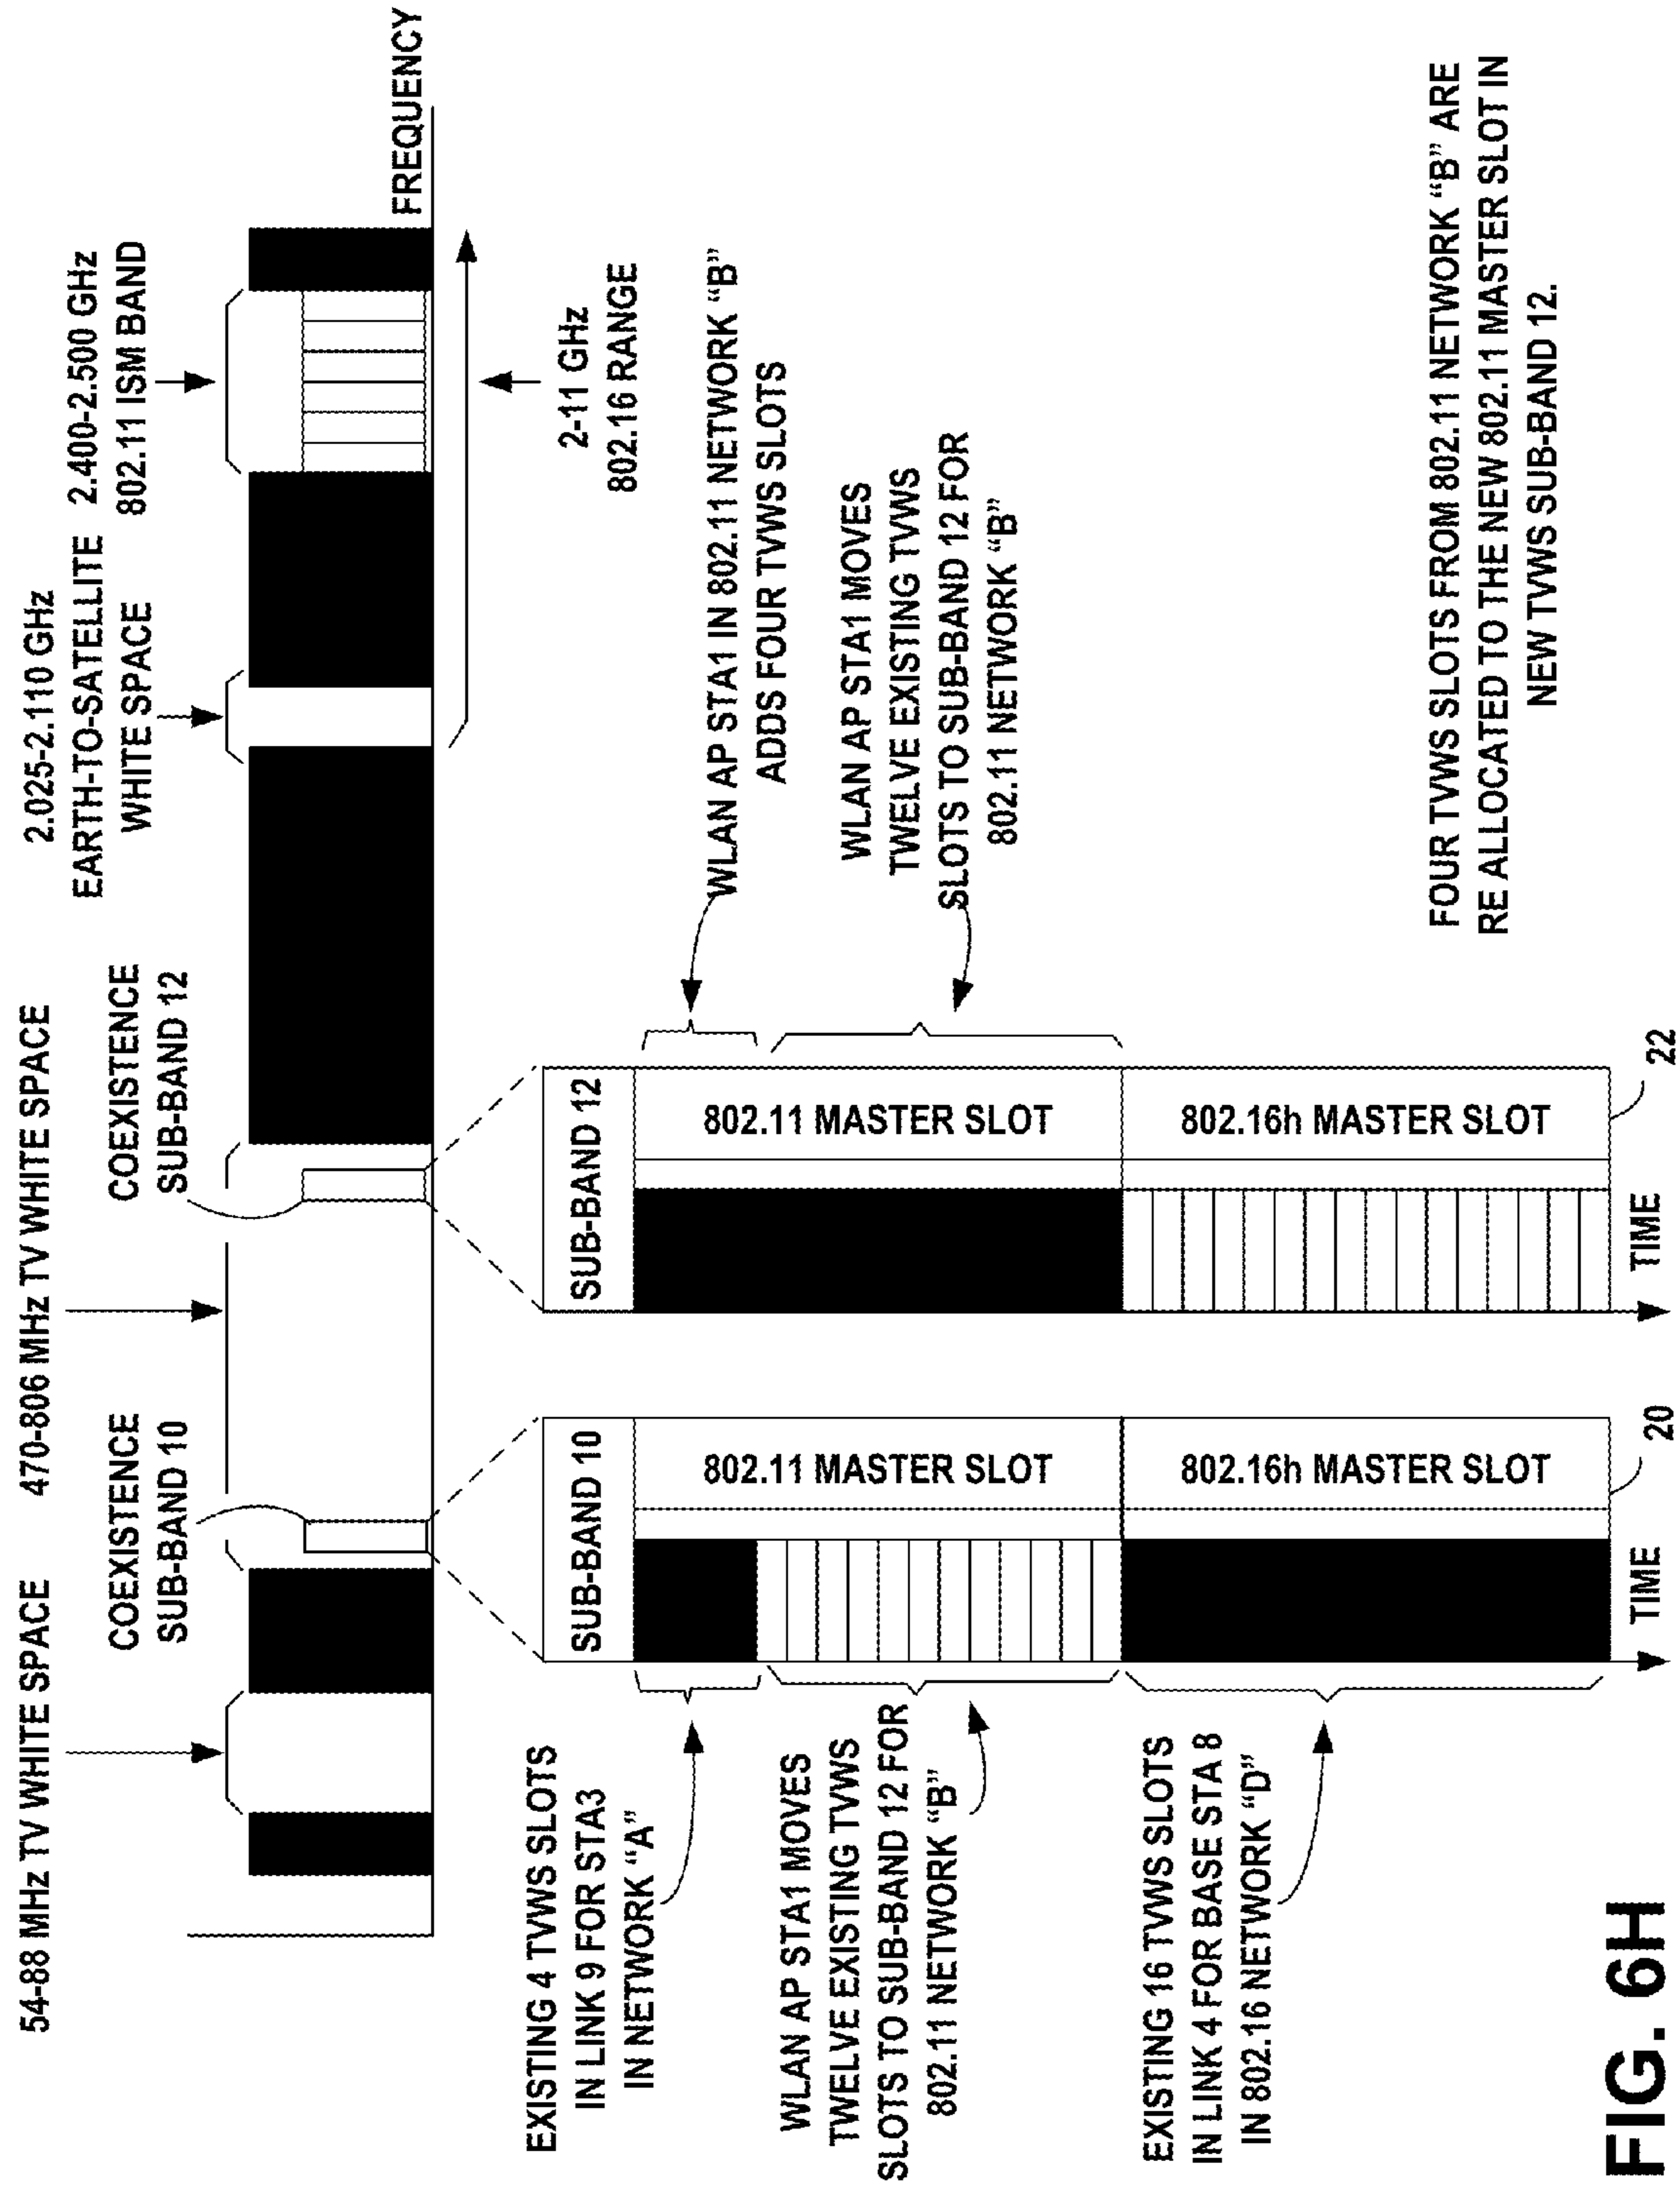 54-88 MHz TV WHITE SPACE
470-806 MHz TV WHITE SPACE
2.025-2.110 GHz
EARTH-TO-SATELLITE
WHITE SPACE
2.400-2.500 GHz
802.11 ISM BAND
COEXISTENCE
SUB-BAND 10
COEXISTENCE
SUB-BAND 12
FREQUENCY
2-11 GHz
802.16 RANGE
EXISTING 4 TVWS SLOTS
IN LINK 9 FOR STA3
IN NETWORK “A”
WLAN AP STA1 MOVES
TWELVE EXISTING TVWS
SLOTS TO SUB-BAND 12 FOR
802.11 NETWORK “B”
EXISTING 16 TVWS SLOTS
IN LINK 4 FOR BASE STA 8
IN 802.16 NETWORK “D”
SUB-BAND 10
802.11 MASTER SLOT
802.16h MASTER SLOT
TIME
20
SUB-BAND 12
802.11 MASTER SLOT
802.16h MASTER SLOT
TIME
22
WLAN AP STA1 IN 802.11 NETWORK “B”
ADDS FOUR TVWS SLOTS
WLAN AP STA1 MOVES
TWELVE EXISTING TVWS
SLOTS TO SUB-BAND 12 FOR
802.11 NETWORK “B”
FOUR TVWS SLOTS FROM 802.11 NETWORK “B” ARE
RE ALLOCATED TO THE NEW 802.11 MASTER SLOT IN
NEW TVWS SUB-BAND 12.
FIG. 6H